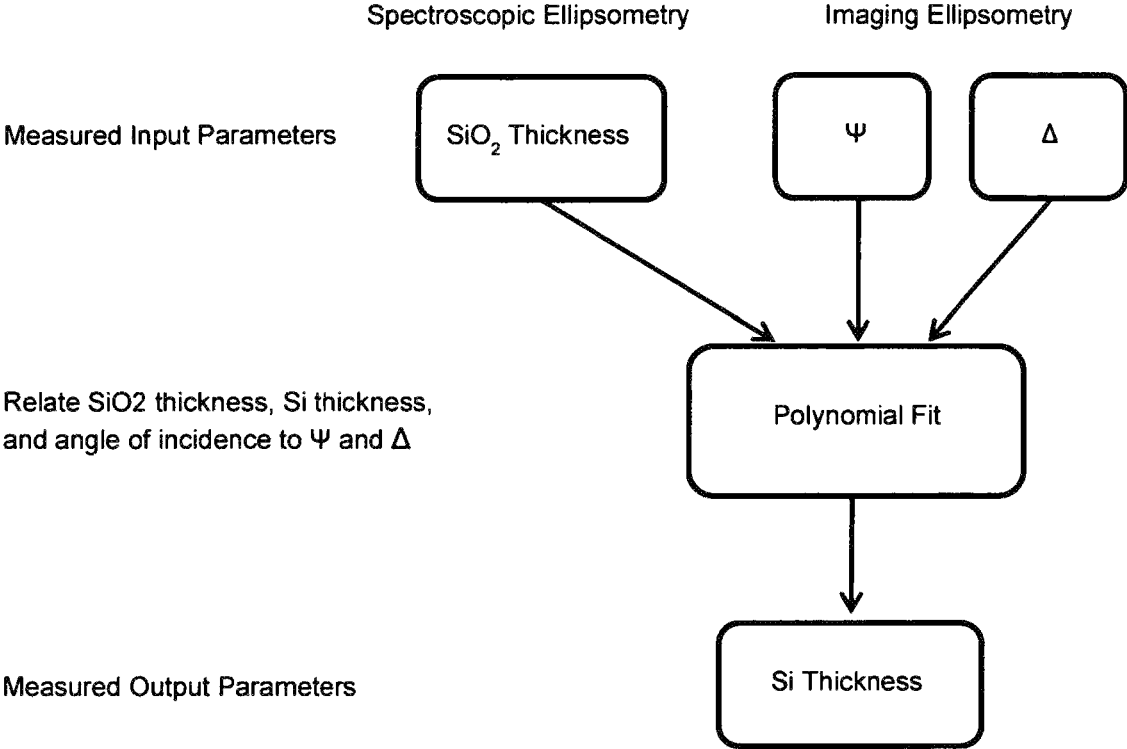 Spectroscopic Ellipsometry
Imaging Ellipsometry
Measured Input Parameters
SiO₂ Thickness
Ψ
Δ
Relate SiO2 thickness, Si thickness,
and angle of incidence to Ψ and Δ
Polynomial Fit
Measured Output Parameters
Si Thickness